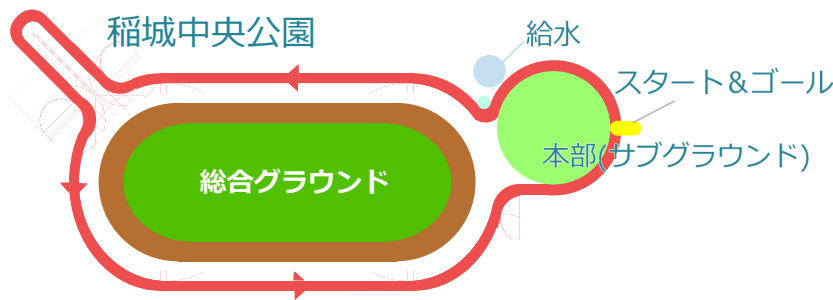 稲城中央公園
給水
スタート＆ゴール
本部(サブグラウンド)
総合グラウンド